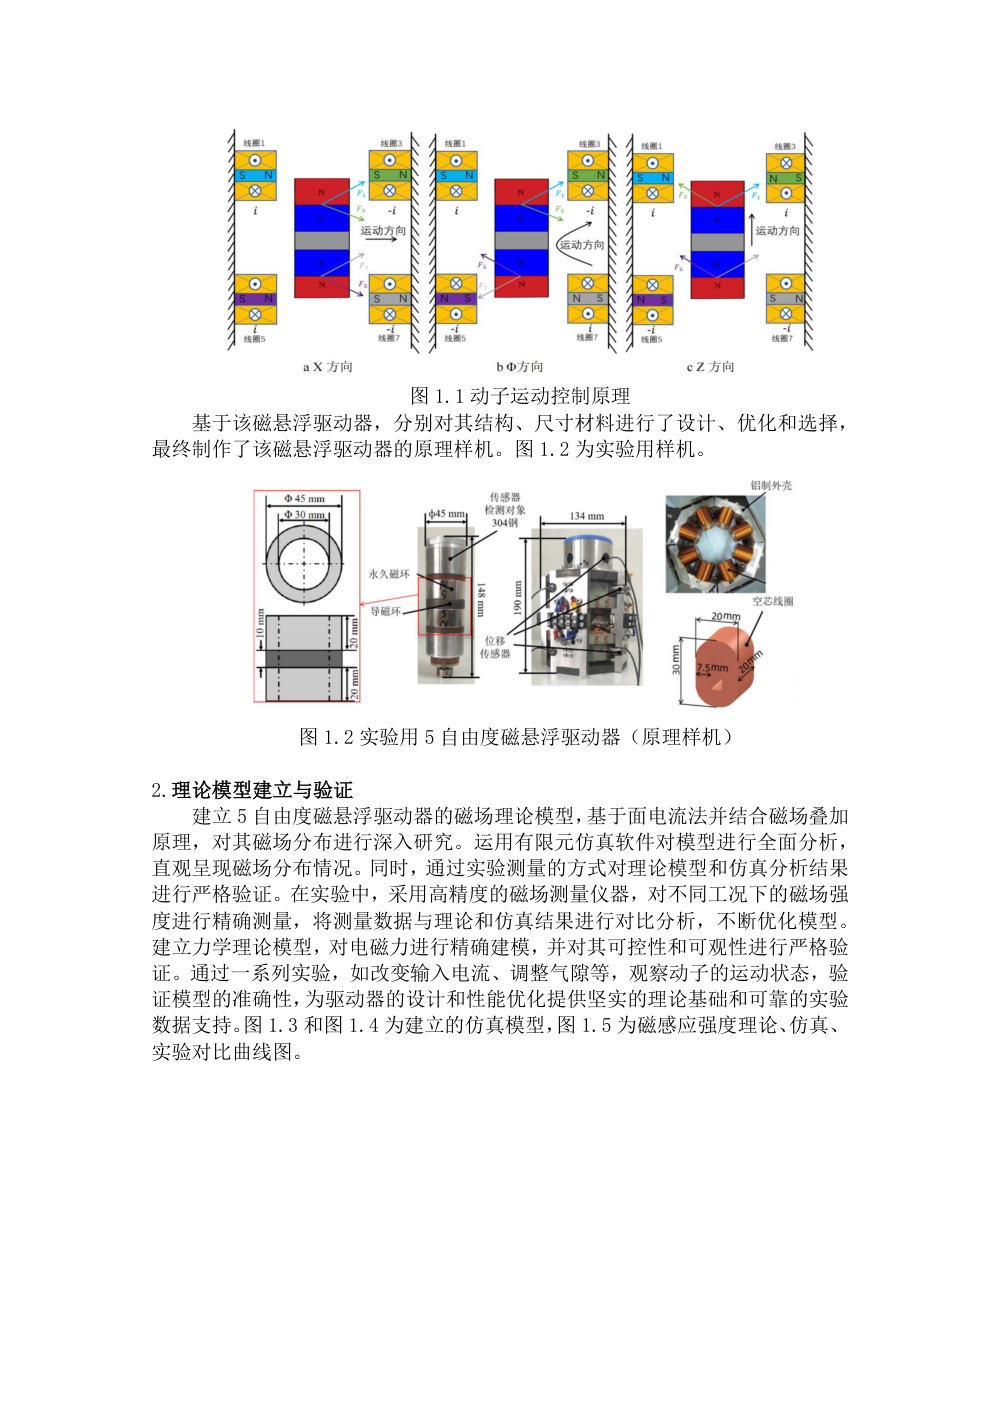 线圈1 线圈3 线圈1 线圈3 线圈1 线圈3
S N S N S N S N S N N S
N N N
F₁ F₃ F₁ F₃ F₃ F₁
i -i i -i i i
运动方向 运动方向 运动方向
F₇ F₅ F₅ F₇ F₅
N N N
S N S N N S N S N S S N
i -i -i i -i -i
线圈5 线圈7 线圈5 线圈7 线圈5 线圈7
a X 方向 b Φ方向 c Z 方向
图 1.1 动子运动控制原理
基于该磁悬浮驱动器，分别对其结构、尺寸材料进行了设计、优化和选择，
最终制作了该磁悬浮驱动器的原理样机。图 1.2 为实验用样机。
Φ 45 mm
Φ 30 mm
10 mm
20 mm
20 mm
ϕ45 mm
传感器
检测对象
304钢
永久磁环
导磁环
148 mm
134 mm
190 mm
位移
传感器
铝制外壳
空芯线圈
20mm
30 mm
7.5mm
20mm
图 1.2 实验用 5 自由度磁悬浮驱动器（原理样机）
2.理论模型建立与验证
建立 5 自由度磁悬浮驱动器的磁场理论模型，基于面电流法并结合磁场叠加
原理，对其磁场分布进行深入研究。运用有限元仿真软件对模型进行全面分析，
直观呈现磁场分布情况。同时，通过实验测量的方式对理论模型和仿真分析结果
进行严格验证。在实验中，采用高精度的磁场测量仪器，对不同工况下的磁场强
度进行精确测量，将测量数据与理论和仿真结果进行对比分析，不断优化模型。
建立力学理论模型，对电磁力进行精确建模，并对其可控性和可观性进行严格验
证。通过一系列实验，如改变输入电流、调整气隙等，观察动子的运动状态，验
证模型的准确性，为驱动器的设计和性能优化提供坚实的理论基础和可靠的实验
数据支持。图 1.3 和图 1.4 为建立的仿真模型，图 1.5 为磁感应强度理论、仿真、
实验对比曲线图。